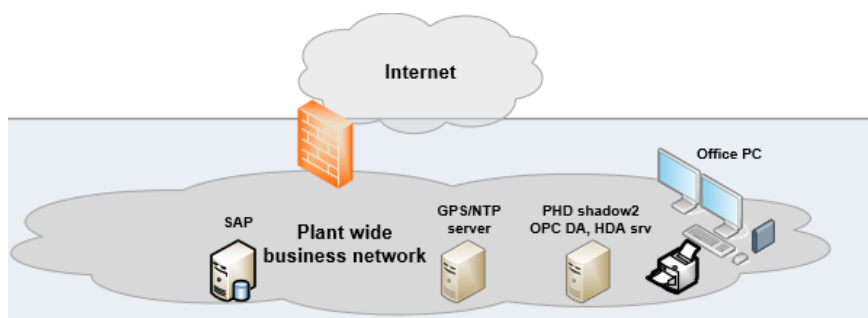 Internet
Office PC
SAP
Plant wide
business network
GPS/NTP
server
PHD shadow2
OPC DA, HDA srv